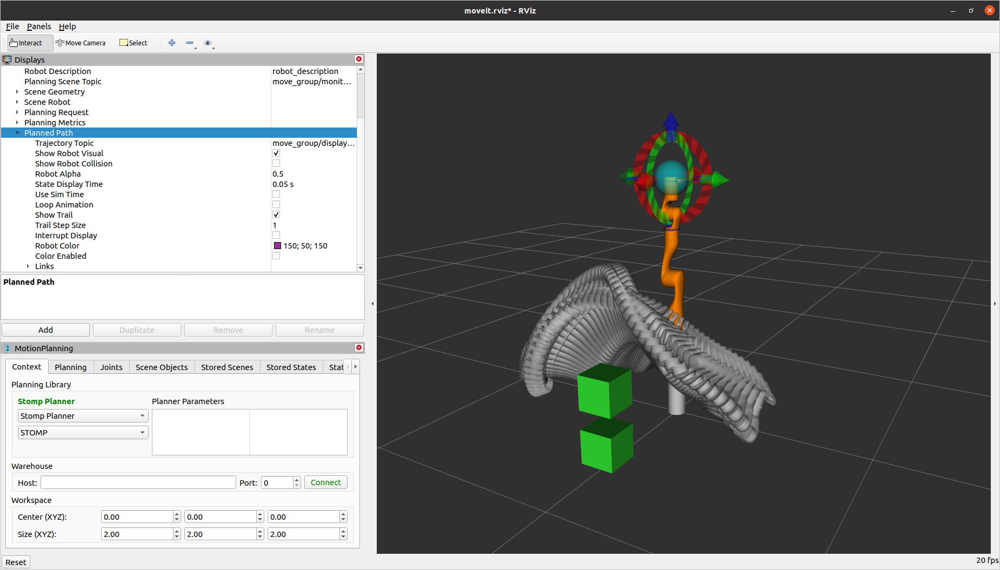 moveit.rviz* - RViz
File Panels Help
Interact Move Camera Select
Displays
Robot Description robot_description
Planning Scene Topic move_group/monit...
Scene Geometry
Scene Robot
Planning Request
Planning Metrics
Planned Path
Trajectory Topic move_group/display...
Show Robot Visual
Show Robot Collision
Robot Alpha 0.5
State Display Time 0.05 s
Use Sim Time
Loop Animation
Show Trail
Trail Step Size 1
Interrupt Display
Robot Color 150; 50; 150
Color Enabled
Links
Planned Path
Add Duplicate Remove Rename
MotionPlanning
Context Planning Joints Scene Objects Stored Scenes Stored States Stat
Planning Library
Stomp Planner Planner Parameters
Stomp Planner
STOMP
Warehouse
Host: Port: 0 Connect
Workspace
Center (XYZ): 0.00 0.00 0.00
Size (XYZ): 2.00 2.00 2.00
Reset 20 fps